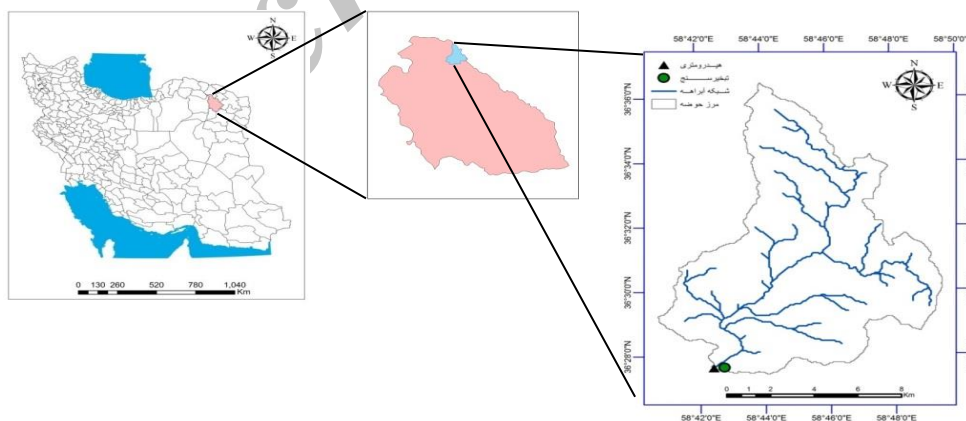 N
W E
S
0 130 260 520 780 1,040
Km
N
W E
S
58°42'0"E 58°44'0"E 58°46'0"E 58°48'0"E 58°50'0"E
هیدرومتری
تبخیرسنج
شبکه آبراهه
مرز حوضه
N
W E
S
36°36'0"N
36°34'0"N
36°32'0"N
36°30'0"N
36°28'0"N
0 1 2 4 6 8
Km
58°42'0"E 58°44'0"E 58°46'0"E 58°48'0"E